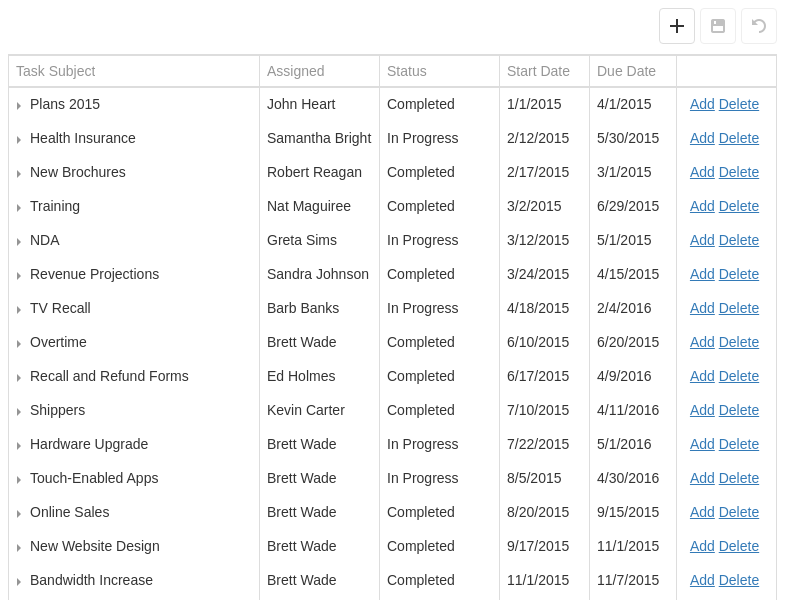 Task Subject Assigned Status Start Date Due Date
Plans 2015 John Heart Completed 1/1/2015 4/1/2015 Add Delete
Health Insurance Samantha Bright In Progress 2/12/2015 5/30/2015 Add Delete
New Brochures Robert Reagan Completed 2/17/2015 3/1/2015 Add Delete
Training Nat Maguiree Completed 3/2/2015 6/29/2015 Add Delete
NDA Greta Sims In Progress 3/12/2015 5/1/2015 Add Delete
Revenue Projections Sandra Johnson Completed 3/24/2015 4/15/2015 Add Delete
TV Recall Barb Banks In Progress 4/18/2015 2/4/2016 Add Delete
Overtime Brett Wade Completed 6/10/2015 6/20/2015 Add Delete
Recall and Refund Forms Ed Holmes Completed 6/17/2015 4/9/2016 Add Delete
Shippers Kevin Carter Completed 7/10/2015 4/11/2016 Add Delete
Hardware Upgrade Brett Wade In Progress 7/22/2015 5/1/2016 Add Delete
Touch-Enabled Apps Brett Wade In Progress 8/5/2015 4/30/2016 Add Delete
Online Sales Brett Wade Completed 8/20/2015 9/15/2015 Add Delete
New Website Design Brett Wade Completed 9/17/2015 11/1/2015 Add Delete
Bandwidth Increase Brett Wade Completed 11/1/2015 11/7/2015 Add Delete